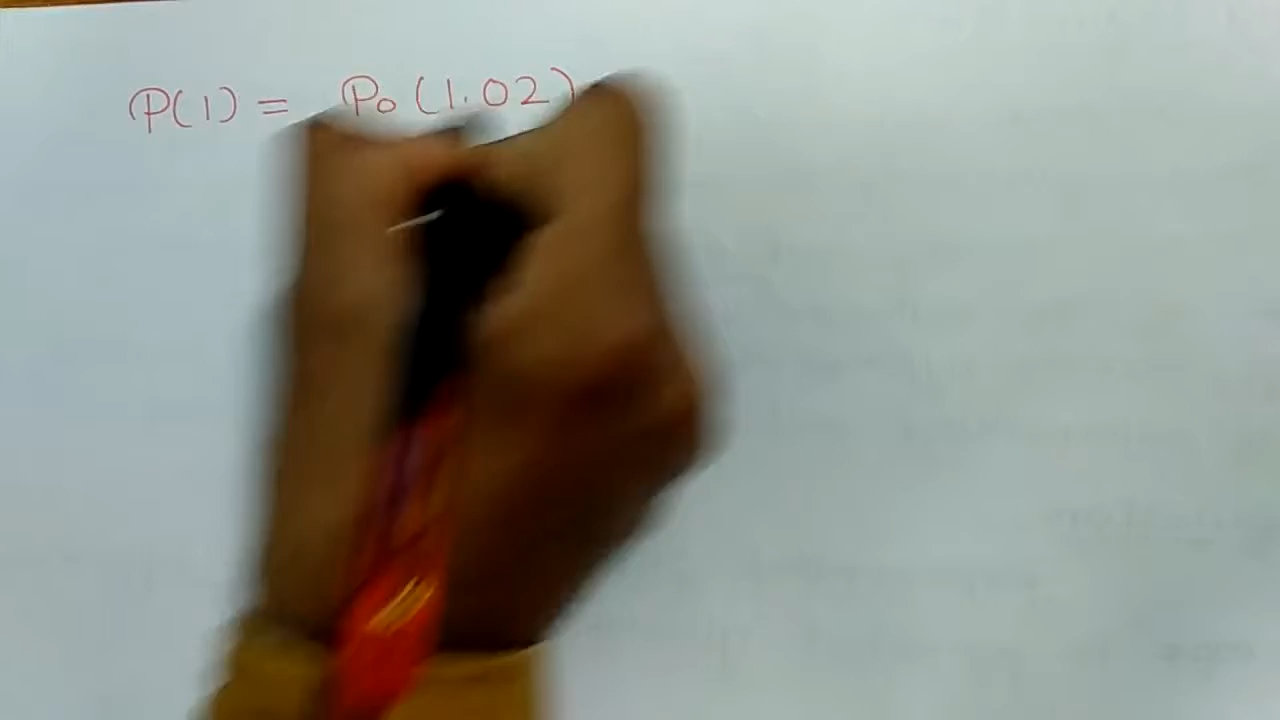 P(1) = P0 (1.02)